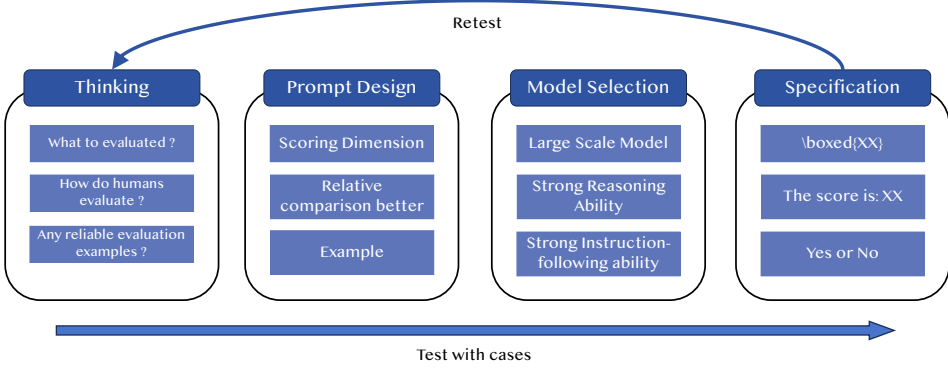 Retest
Thinking
What to evaluated ?
How do humans
evaluate ?
Any reliable evaluation
examples ?
Prompt Design
Scoring Dimension
Relative
comparison better
Example
Model Selection
Large Scale Model
Strong Reasoning
Ability
Strong Instruction-
following ability
Specification
\boxed{XX}
The score is: XX
Yes or No
Test with cases